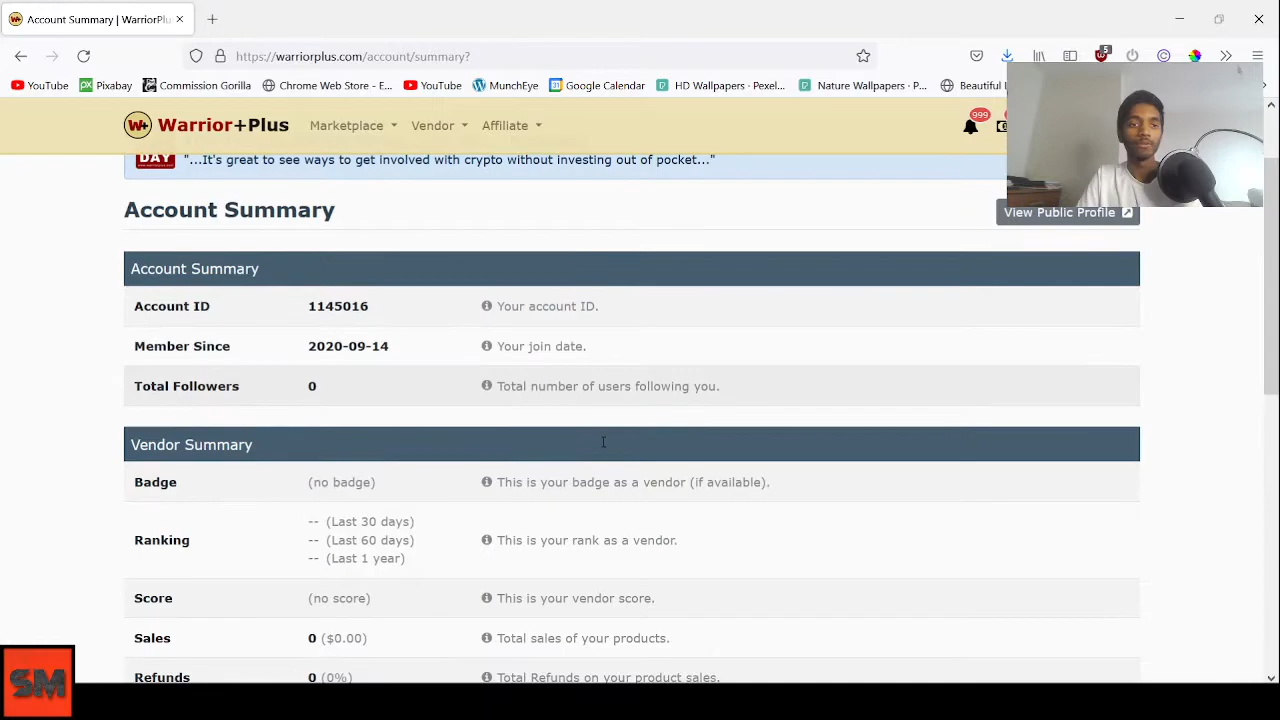 Account Summary | WarriorPlu
https://warriorplus.com/account/summary?
5
YouTube
Pixabay
Commission Gorilla
Chrome Web Store - E...
YouTube
MunchEye
Google Calendar
HD Wallpapers - Pexel...
Nature Wallpapers - P...
Beautiful L
W+ Warrior+Plus
Marketplace
Vendor
Affiliate
999
DAY
"...It's great to see ways to get involved with crypto without investing out of pocket..."
Account Summary
View Public Profile
Account Summary
Account ID 1145016 Your account ID.
Member Since 2020-09-14 Your join date.
Total Followers 0 Total number of users following you.
Vendor Summary
Badge (no badge) This is your badge as a vendor (if available).
-- (Last 30 days)
Ranking -- (Last 60 days) This is your rank as a vendor.
-- (Last 1 year)
Score (no score) This is your vendor score.
Sales 0 ($0.00) Total sales of your products.
Refunds 0 (0%) Total Refunds on your product sales.
SM